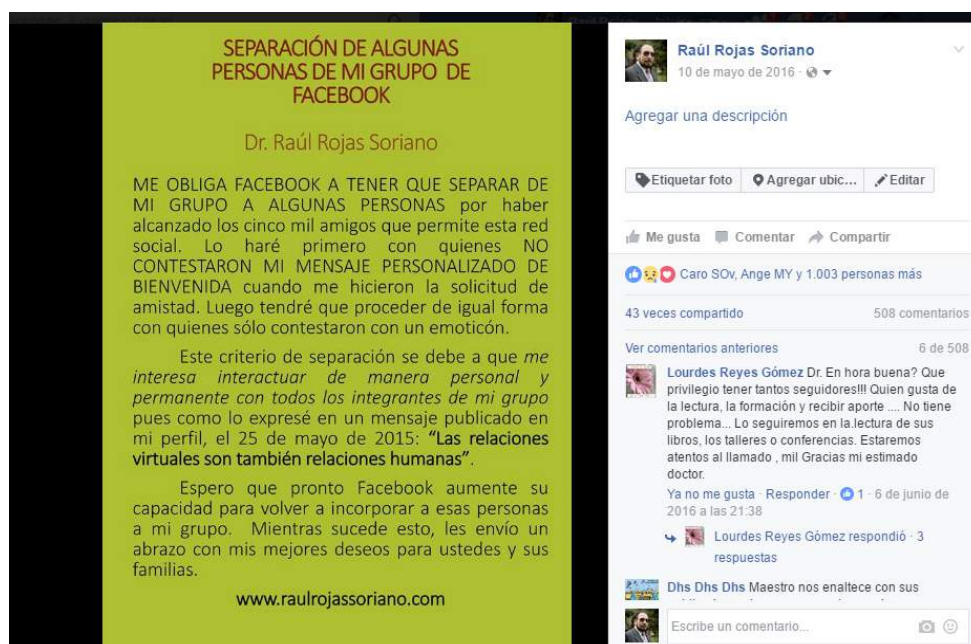 SEPARACIÓN DE ALGUNAS
PERSONAS DE MI GRUPO DE
FACEBOOK
Dr. Raúl Rojas Soriano
ME OBLIGA FACEBOOK A TENER QUE SEPARAR DE
MI GRUPO A ALGUNAS PERSONAS por haber
alcanzado los cinco mil amigos que permite esta red
social. Lo haré primero con quienes NO
CONTESTARON MI MENSAJE PERSONALIZADO DE
BIENVENIDA cuando me hicieron la solicitud de
amistad. Luego tendré que proceder de igual forma
con quienes sólo contestaron con un emoticón.
Este criterio de separación se debe a que me
interesa interactuar de manera personal y
permanente con todos los integrantes de mi grupo
pues como lo expresé en un mensaje publicado en
mi perfil, el 25 de mayo de 2015: “Las relaciones
virtuales son también relaciones humanas”.
Espero que pronto Facebook aumente su
capacidad para volver a incorporar a esas personas
a mi grupo. Mientras sucede esto, les envío un
abrazo con mis mejores deseos para ustedes y sus
familias.
www.raulrojassoriano.com
Raúl Rojas Soriano
10 de mayo de 2016 ·
Agregar una descripción
Etiquetar foto Agregar ubic... Editar
Me gusta Comentar Compartir
Caro SOv, Ange MY y 1.003 personas más
43 veces compartido 508 comentarios
Ver comentarios anteriores 6 de 508
Lourdes Reyes Gómez Dr. En hora buena? Que
privilegio tener tantos seguidores!!! Quien gusta de
la lectura, la formación y recibir aporte .... No tiene
problema... Lo seguiremos en la.lectura de sus
libros, los talleres o conferencias. Estaremos
atentos al llamado , mil Gracias mi estimado
doctor.
Ya no me gusta · Responder · 1 · 6 de junio de
2016 a las 21:38
Lourdes Reyes Gómez respondió · 3
respuestas
Dhs Dhs Dhs Maestro nos enaltece con sus
Escribe un comentario...